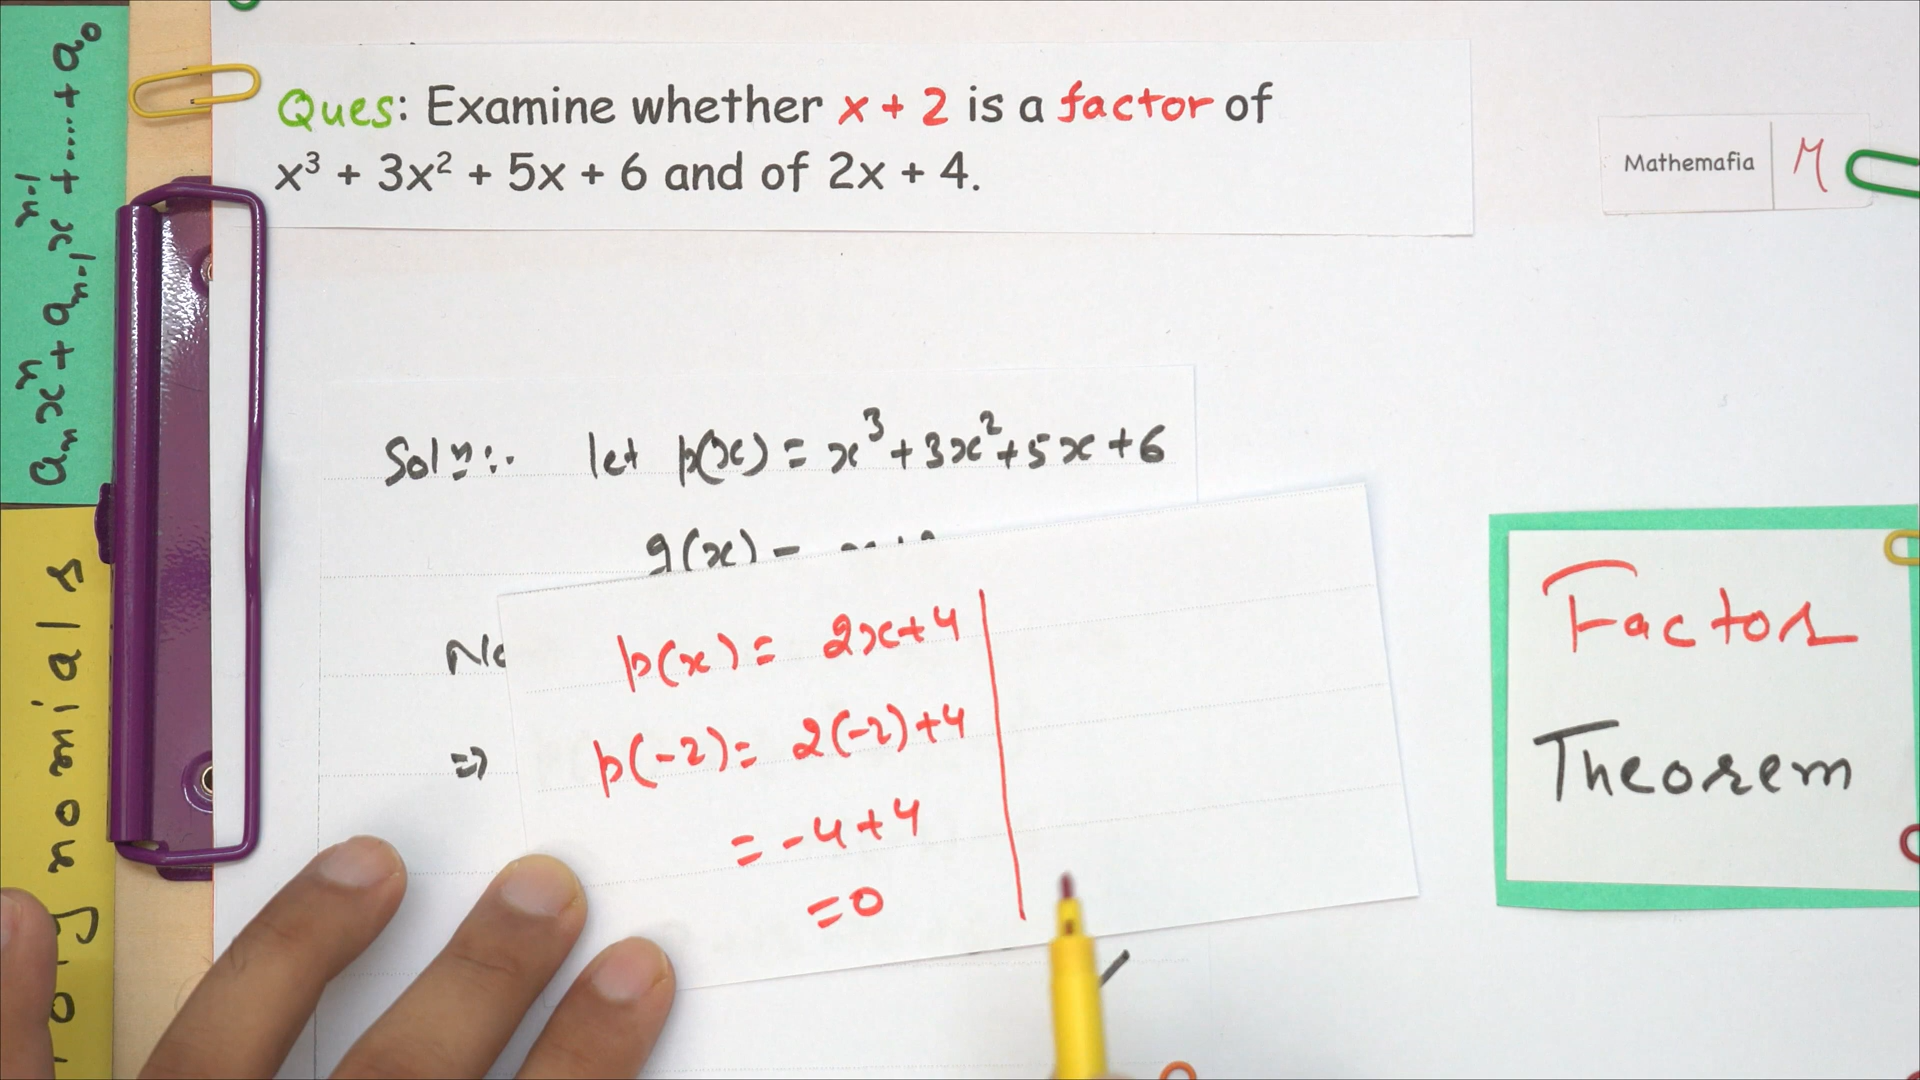 Ques: Examine whether x + 2 is a factor of
x³ + 3x² + 5x + 6 and of 2x + 4.
Mathemafia M
aₙxⁿ + aₙ₋₁xⁿ⁻¹ + .... + a₀
nomials
Solⁿ:. let p(x) = x³ + 3x² + 5x + 6
g(x) =
p(x) = 2x+4
p(-2) = 2(-2)+4
= -4+4
=0
⇒
Factor
Theorem